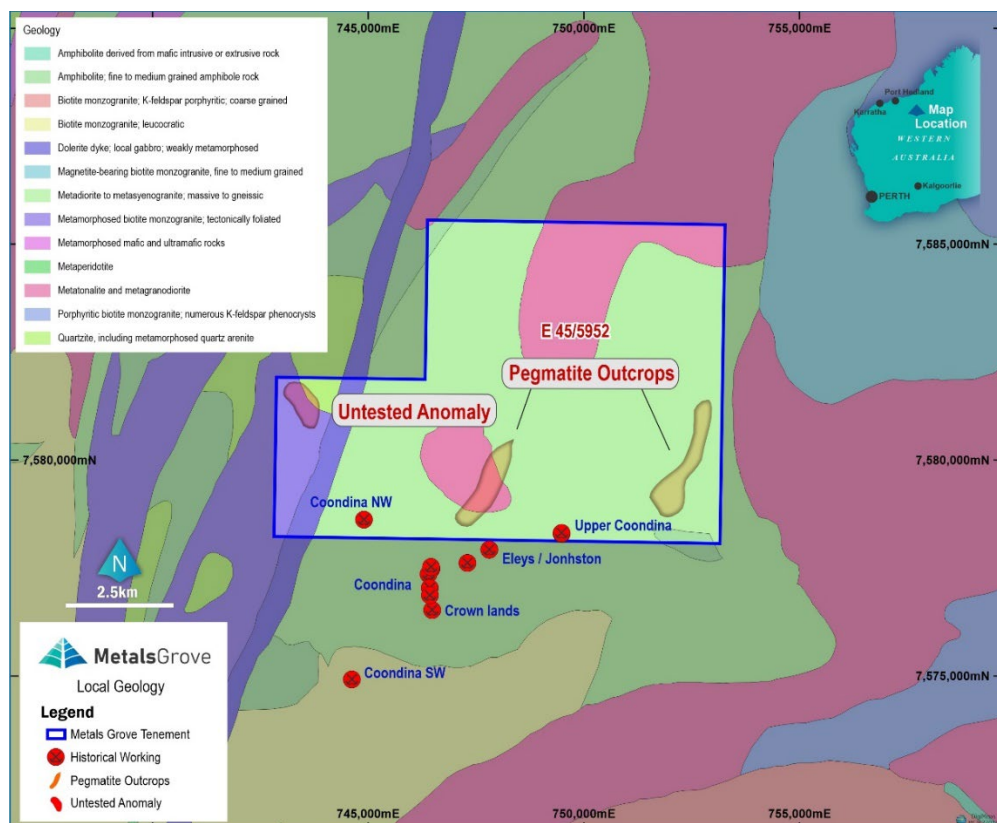 Geology
Amphibolite derived from mafic intrusive or extrusive rock
Amphibolite; fine to medium grained amphibole rock
Biotite monzogranite; K-feldspar porphyritic; coarse grained
Biotite monzogranite; leucocratic
Dolerite dyke; local gabbro; weakly metamorphosed
Magnetite-bearing biotite monzogranite, fine to medium grained
Metadiorite to metasyenogranite; massive to gneissic
Metamorphosed biotite monzogranite; tectonically foliated
Metamorphosed mafic and ultramafic rocks
Metaperidotite
Metatonalite and metagranodiorite
Porphyritic biotite monzogranite; numerous K-feldspar phenocrysts
Quartzite, including metamorphosed quartz arenite
745,000mE
750,000mE
755,000mE
Port Hedland
Karratha
Map
Location
WESTERN
AUSTRALIA
Kalgoorlie
PERTH
7,585,000mN
E 45/5952
Pegmatite Outcrops
Untested Anomaly
7,580,000mN
7,580,000mN
Coondina NW
Upper Coondina
Eleys / Jonhston
Coondina
Crown lands
Coondina SW
7,575,000mN
N
2.5km
MetalsGrove
Local Geology
Legend
Metals Grove Tenement
Historical Working
Pegmatite Outcrops
Untested Anomaly
745,000mE
750,000mE
755,000mE